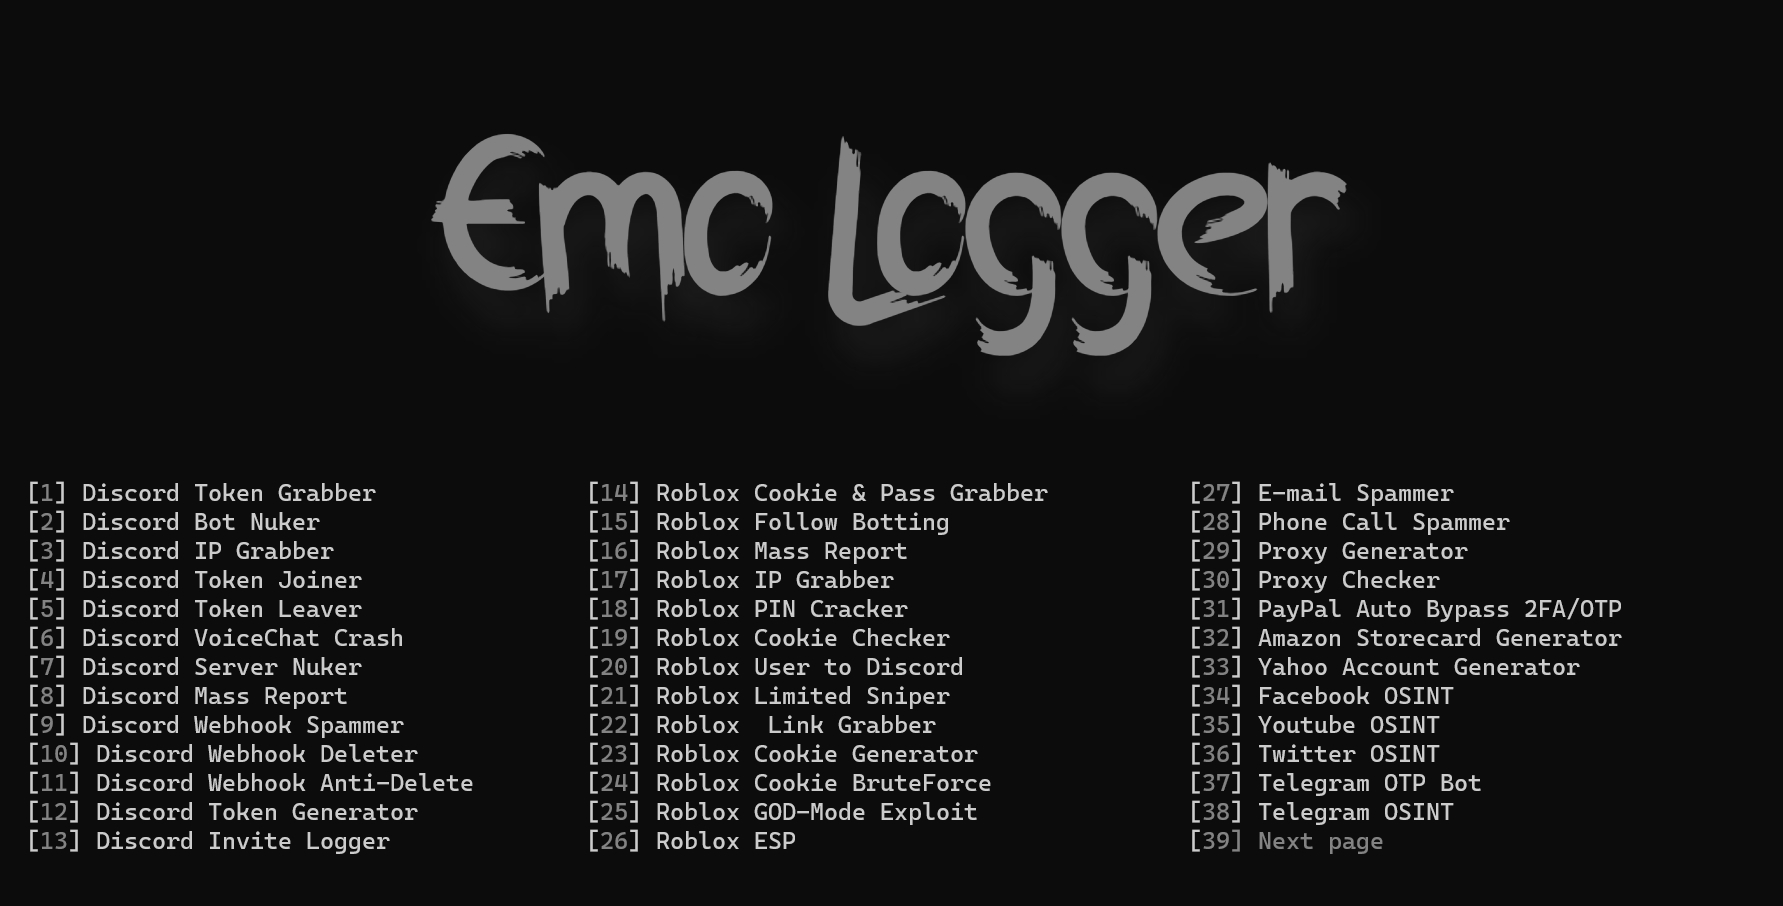 Emo Logger
[1] Discord Token Grabber
[2] Discord Bot Nuker
[3] Discord IP Grabber
[4] Discord Token Joiner
[5] Discord Token Leaver
[6] Discord VoiceChat Crash
[7] Discord Server Nuker
[8] Discord Mass Report
[9] Discord Webhook Spammer
[10] Discord Webhook Deleter
[11] Discord Webhook Anti-Delete
[12] Discord Token Generator
[13] Discord Invite Logger
[14] Roblox Cookie & Pass Grabber
[15] Roblox Follow Botting
[16] Roblox Mass Report
[17] Roblox IP Grabber
[18] Roblox PIN Cracker
[19] Roblox Cookie Checker
[20] Roblox User to Discord
[21] Roblox Limited Sniper
[22] Roblox  Link Grabber
[23] Roblox Cookie Generator
[24] Roblox Cookie BruteForce
[25] Roblox GOD-Mode Exploit
[26] Roblox ESP
[27] E-mail Spammer
[28] Phone Call Spammer
[29] Proxy Generator
[30] Proxy Checker
[31] PayPal Auto Bypass 2FA/OTP
[32] Amazon Storecard Generator
[33] Yahoo Account Generator
[34] Facebook OSINT
[35] Youtube OSINT
[36] Twitter OSINT
[37] Telegram OTP Bot
[38] Telegram OSINT
[39] Next page